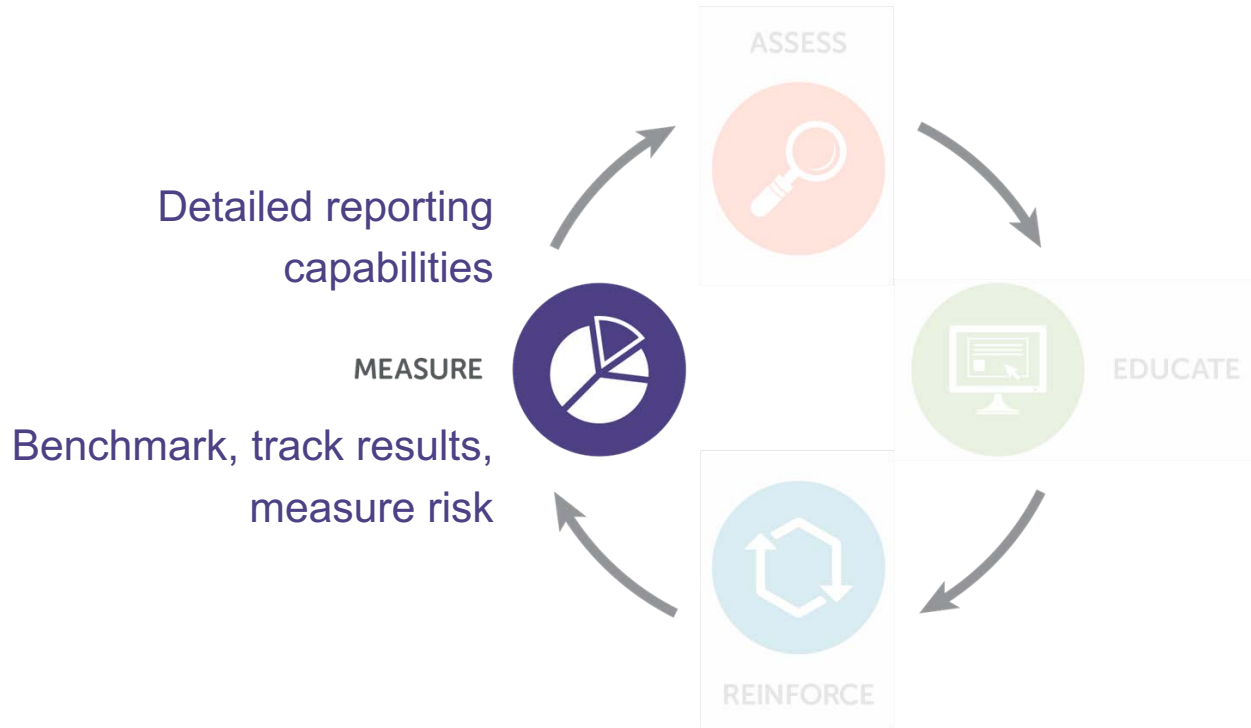 ASSESS
Detailed reporting
capabilities
MEASURE
EDUCATE
Benchmark, track results,
measure risk
REINFORCE